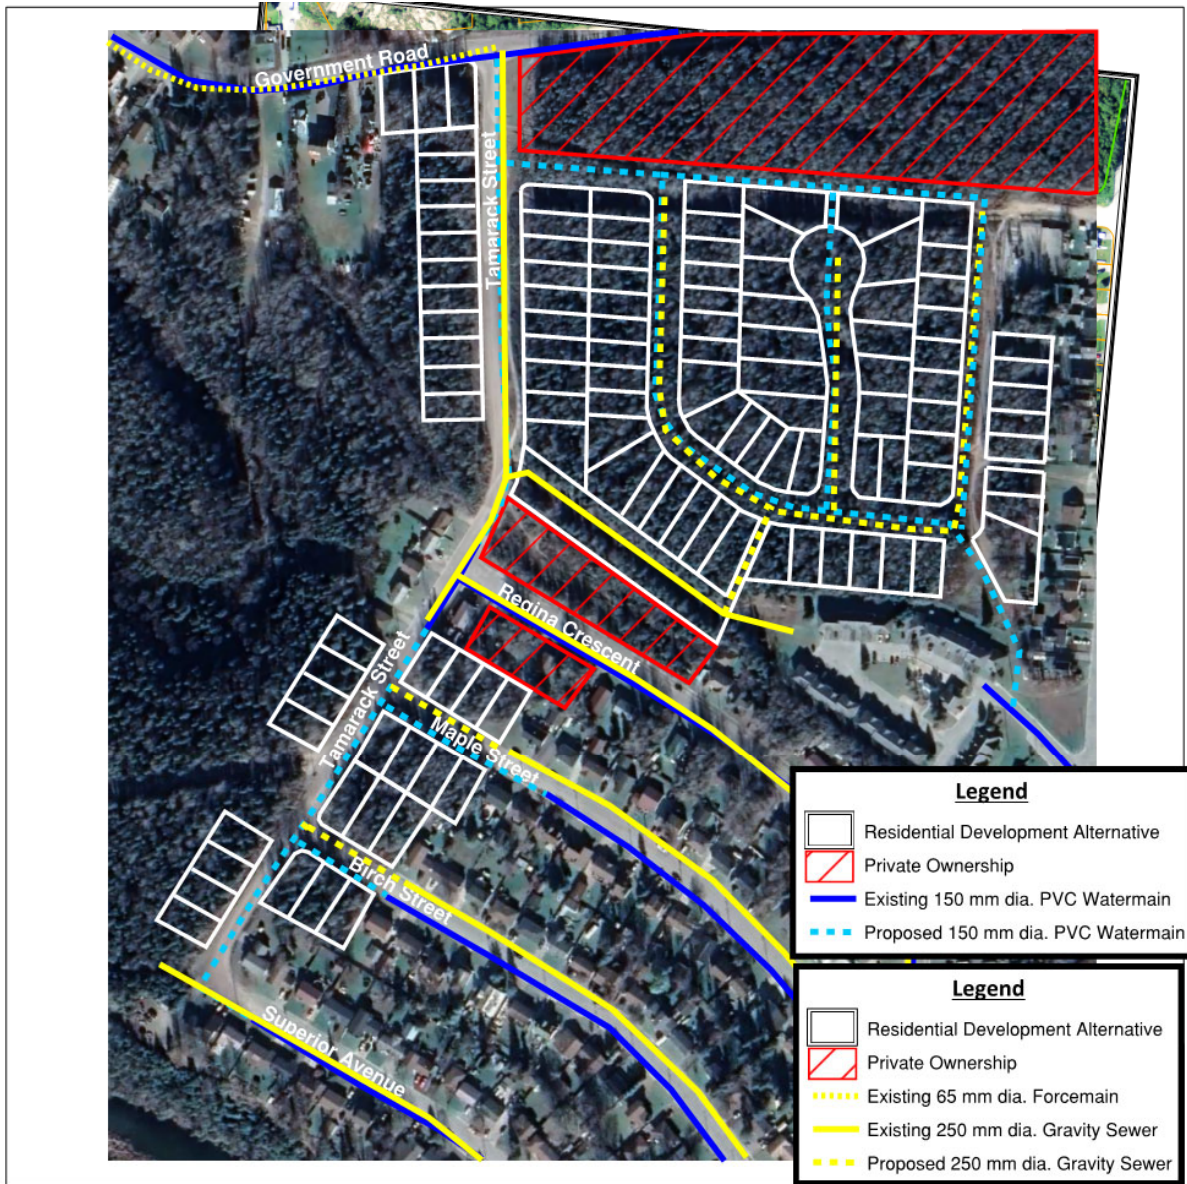 Government Road
Tamarack Street
Regina Crescent
Tamarack Street
Maple Street
Birch Street
Superior Avenue
Legend
Residential Development Alternative
Private Ownership
Existing 150 mm dia. PVC Watermain
Proposed 150 mm dia. PVC Watermain
Legend
Residential Development Alternative
Private Ownership
Existing 65 mm dia. Forcemain
Existing 250 mm dia. Gravity Sewer
Proposed 250 mm dia. Gravity Sewer